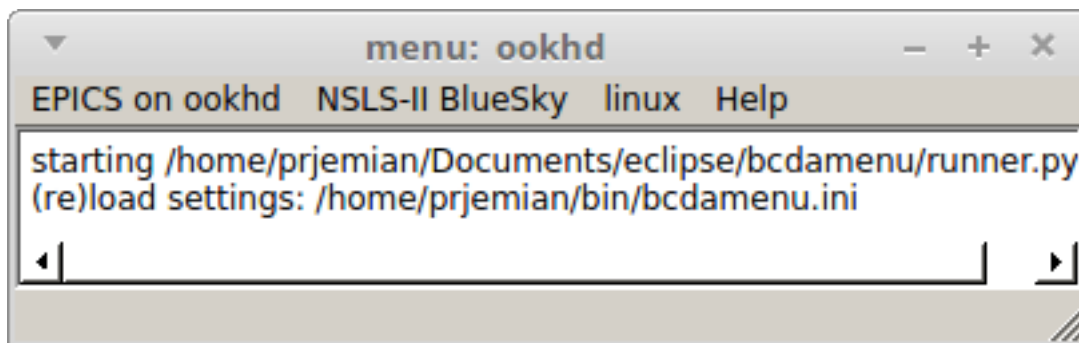 menu: ookhd
EPICS on ookhd NSLS-II BlueSky linux Help
starting /home/prjemian/Documents/eclipse/bcdamenu/runner.py
(re)load settings: /home/prjemian/bin/bcdamenu.ini